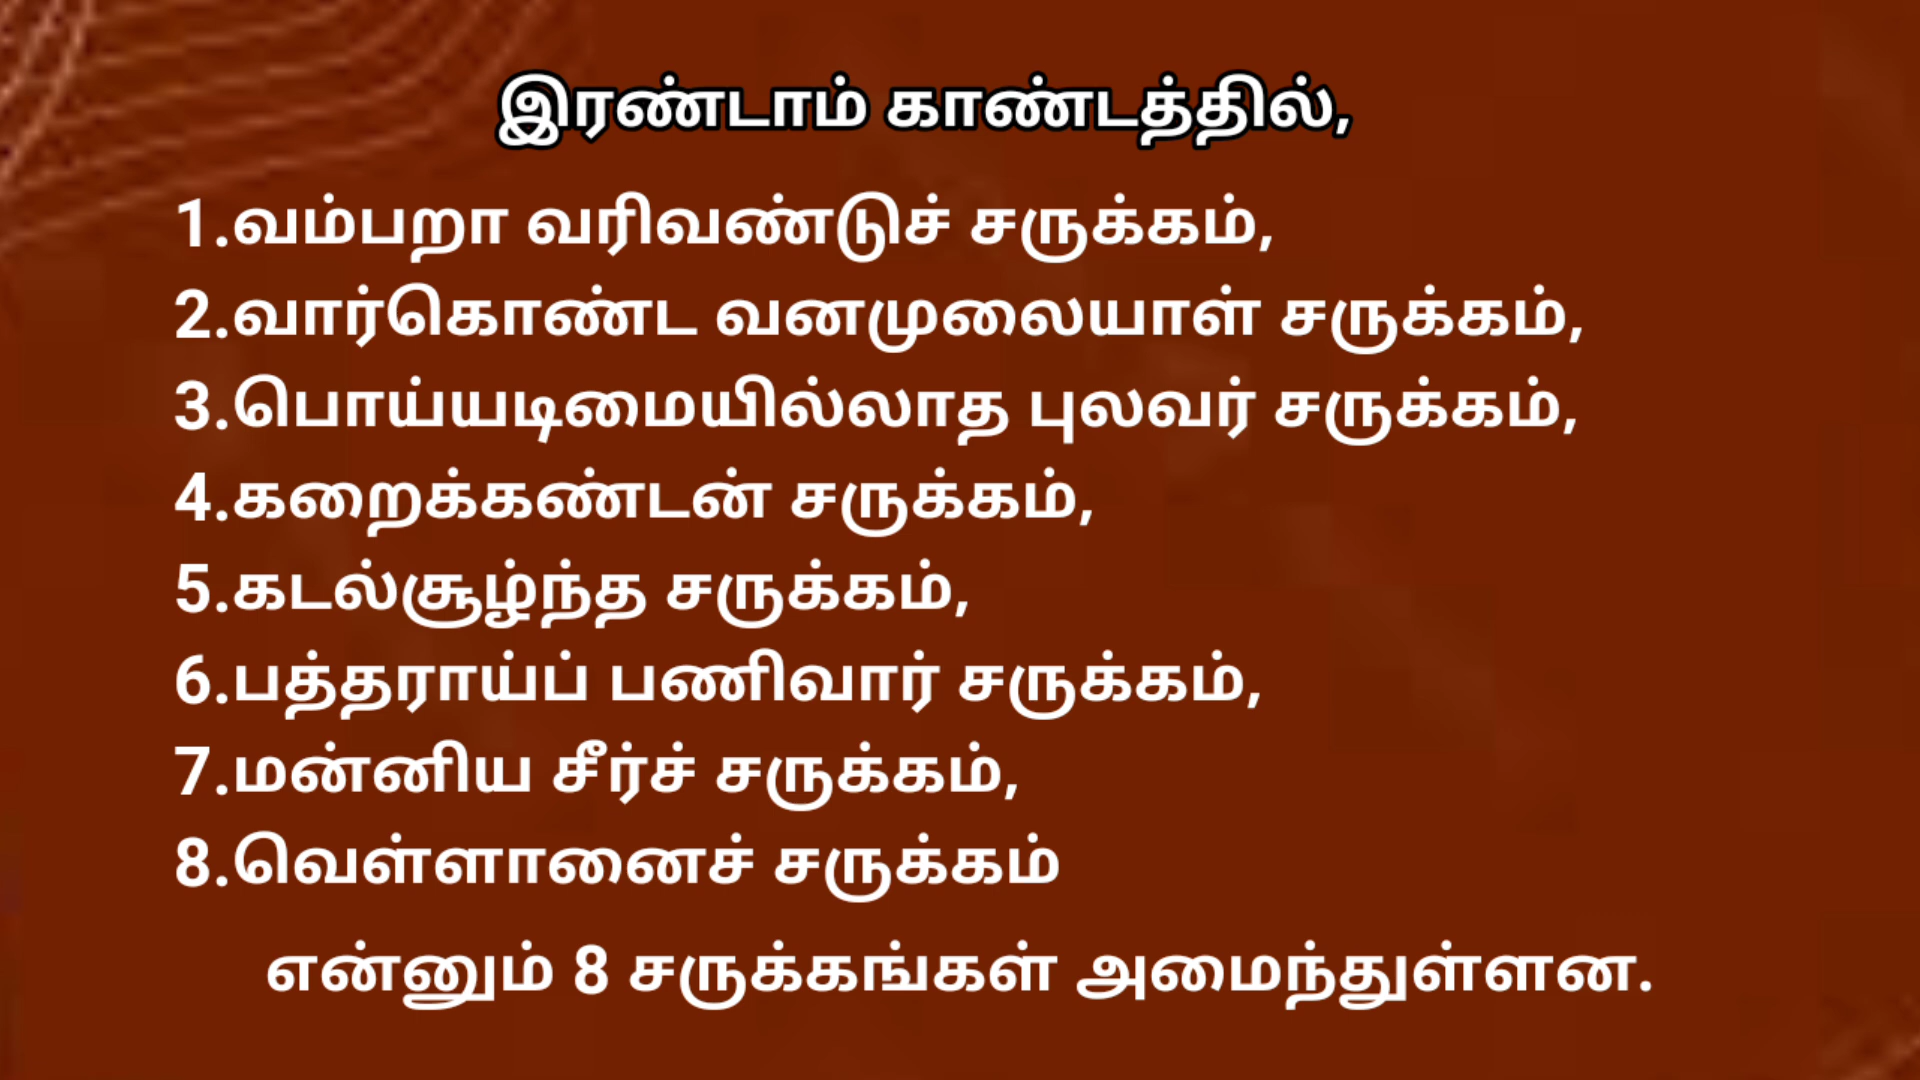 இரண்டாம் காண்டத்தில்,
1.வம்பறா வரிவண்டுச் சருக்கம்,
2.வார்கொண்ட வனமுலையாள் சருக்கம்,
3.பொய்யடிமையில்லாத புலவர் சருக்கம்,
4.கறைக்கண்டன் சருக்கம்,
5.கடல்சூழ்ந்த சருக்கம்,
6.பத்தராய்ப் பணிவார் சருக்கம்,
7.மன்னிய சீர்ச் சருக்கம்,
8.வெள்ளானைச் சருக்கம்
என்னும் 8 சருக்கங்கள் அமைந்துள்ளன.